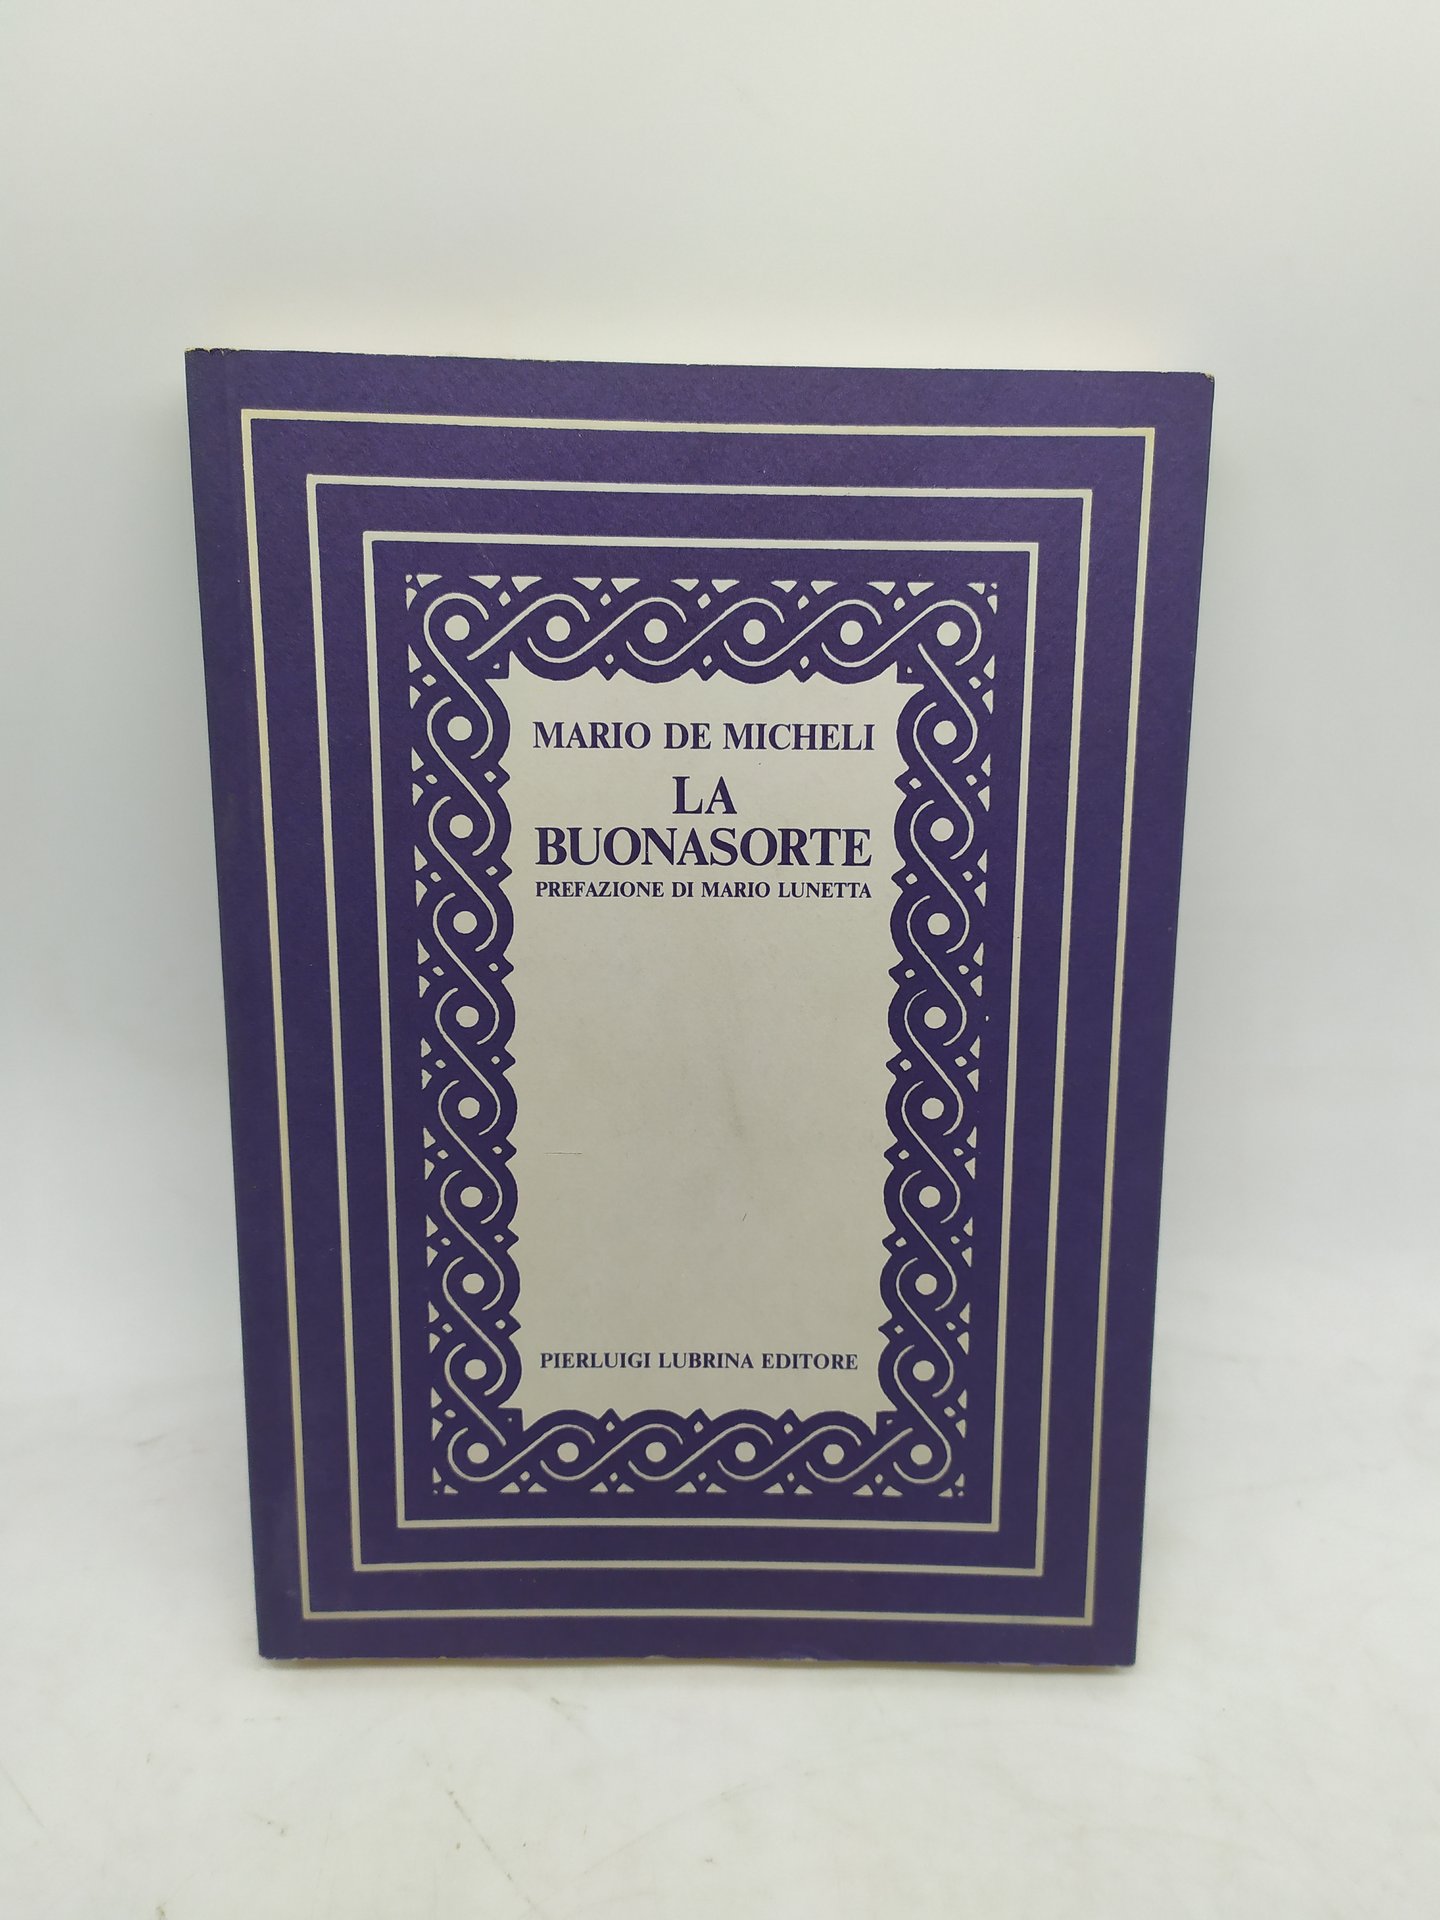 MARIO DE MICHELI
LA
BUONASORTE
PREFAZIONE DI MARIO LUNETTA
PIERLUIGI LUBRINA EDITORE